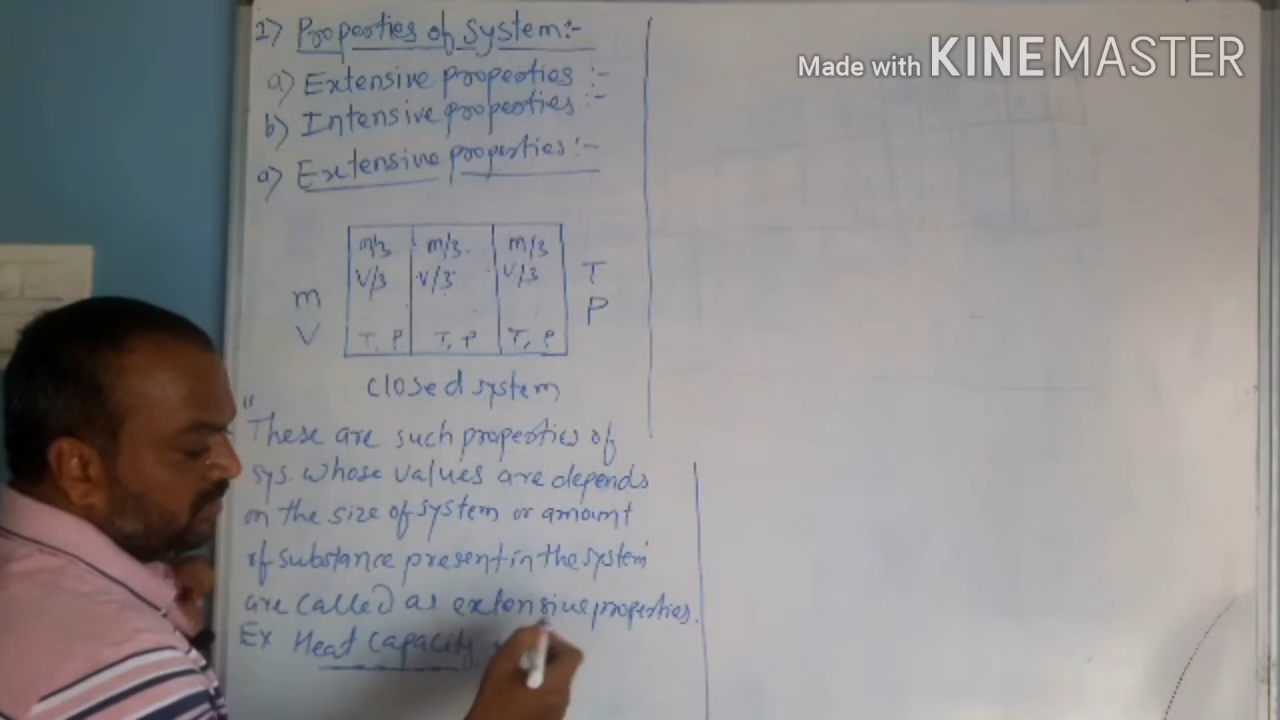 1) Properties of system:-
Made with KINEMASTER
a) Extensive properties :-
b) Intensive properties :-
a) Extensive properties:-
m/3 m/3 m/3
V/3 V/3 V/3
T
m
P
V
T, P T, P T, P
closed system
"These are such properties of
sys. whose values are depends
on the size of system or amount
of substance present in the system
are called as extensive properties.
Ex Heat capacity